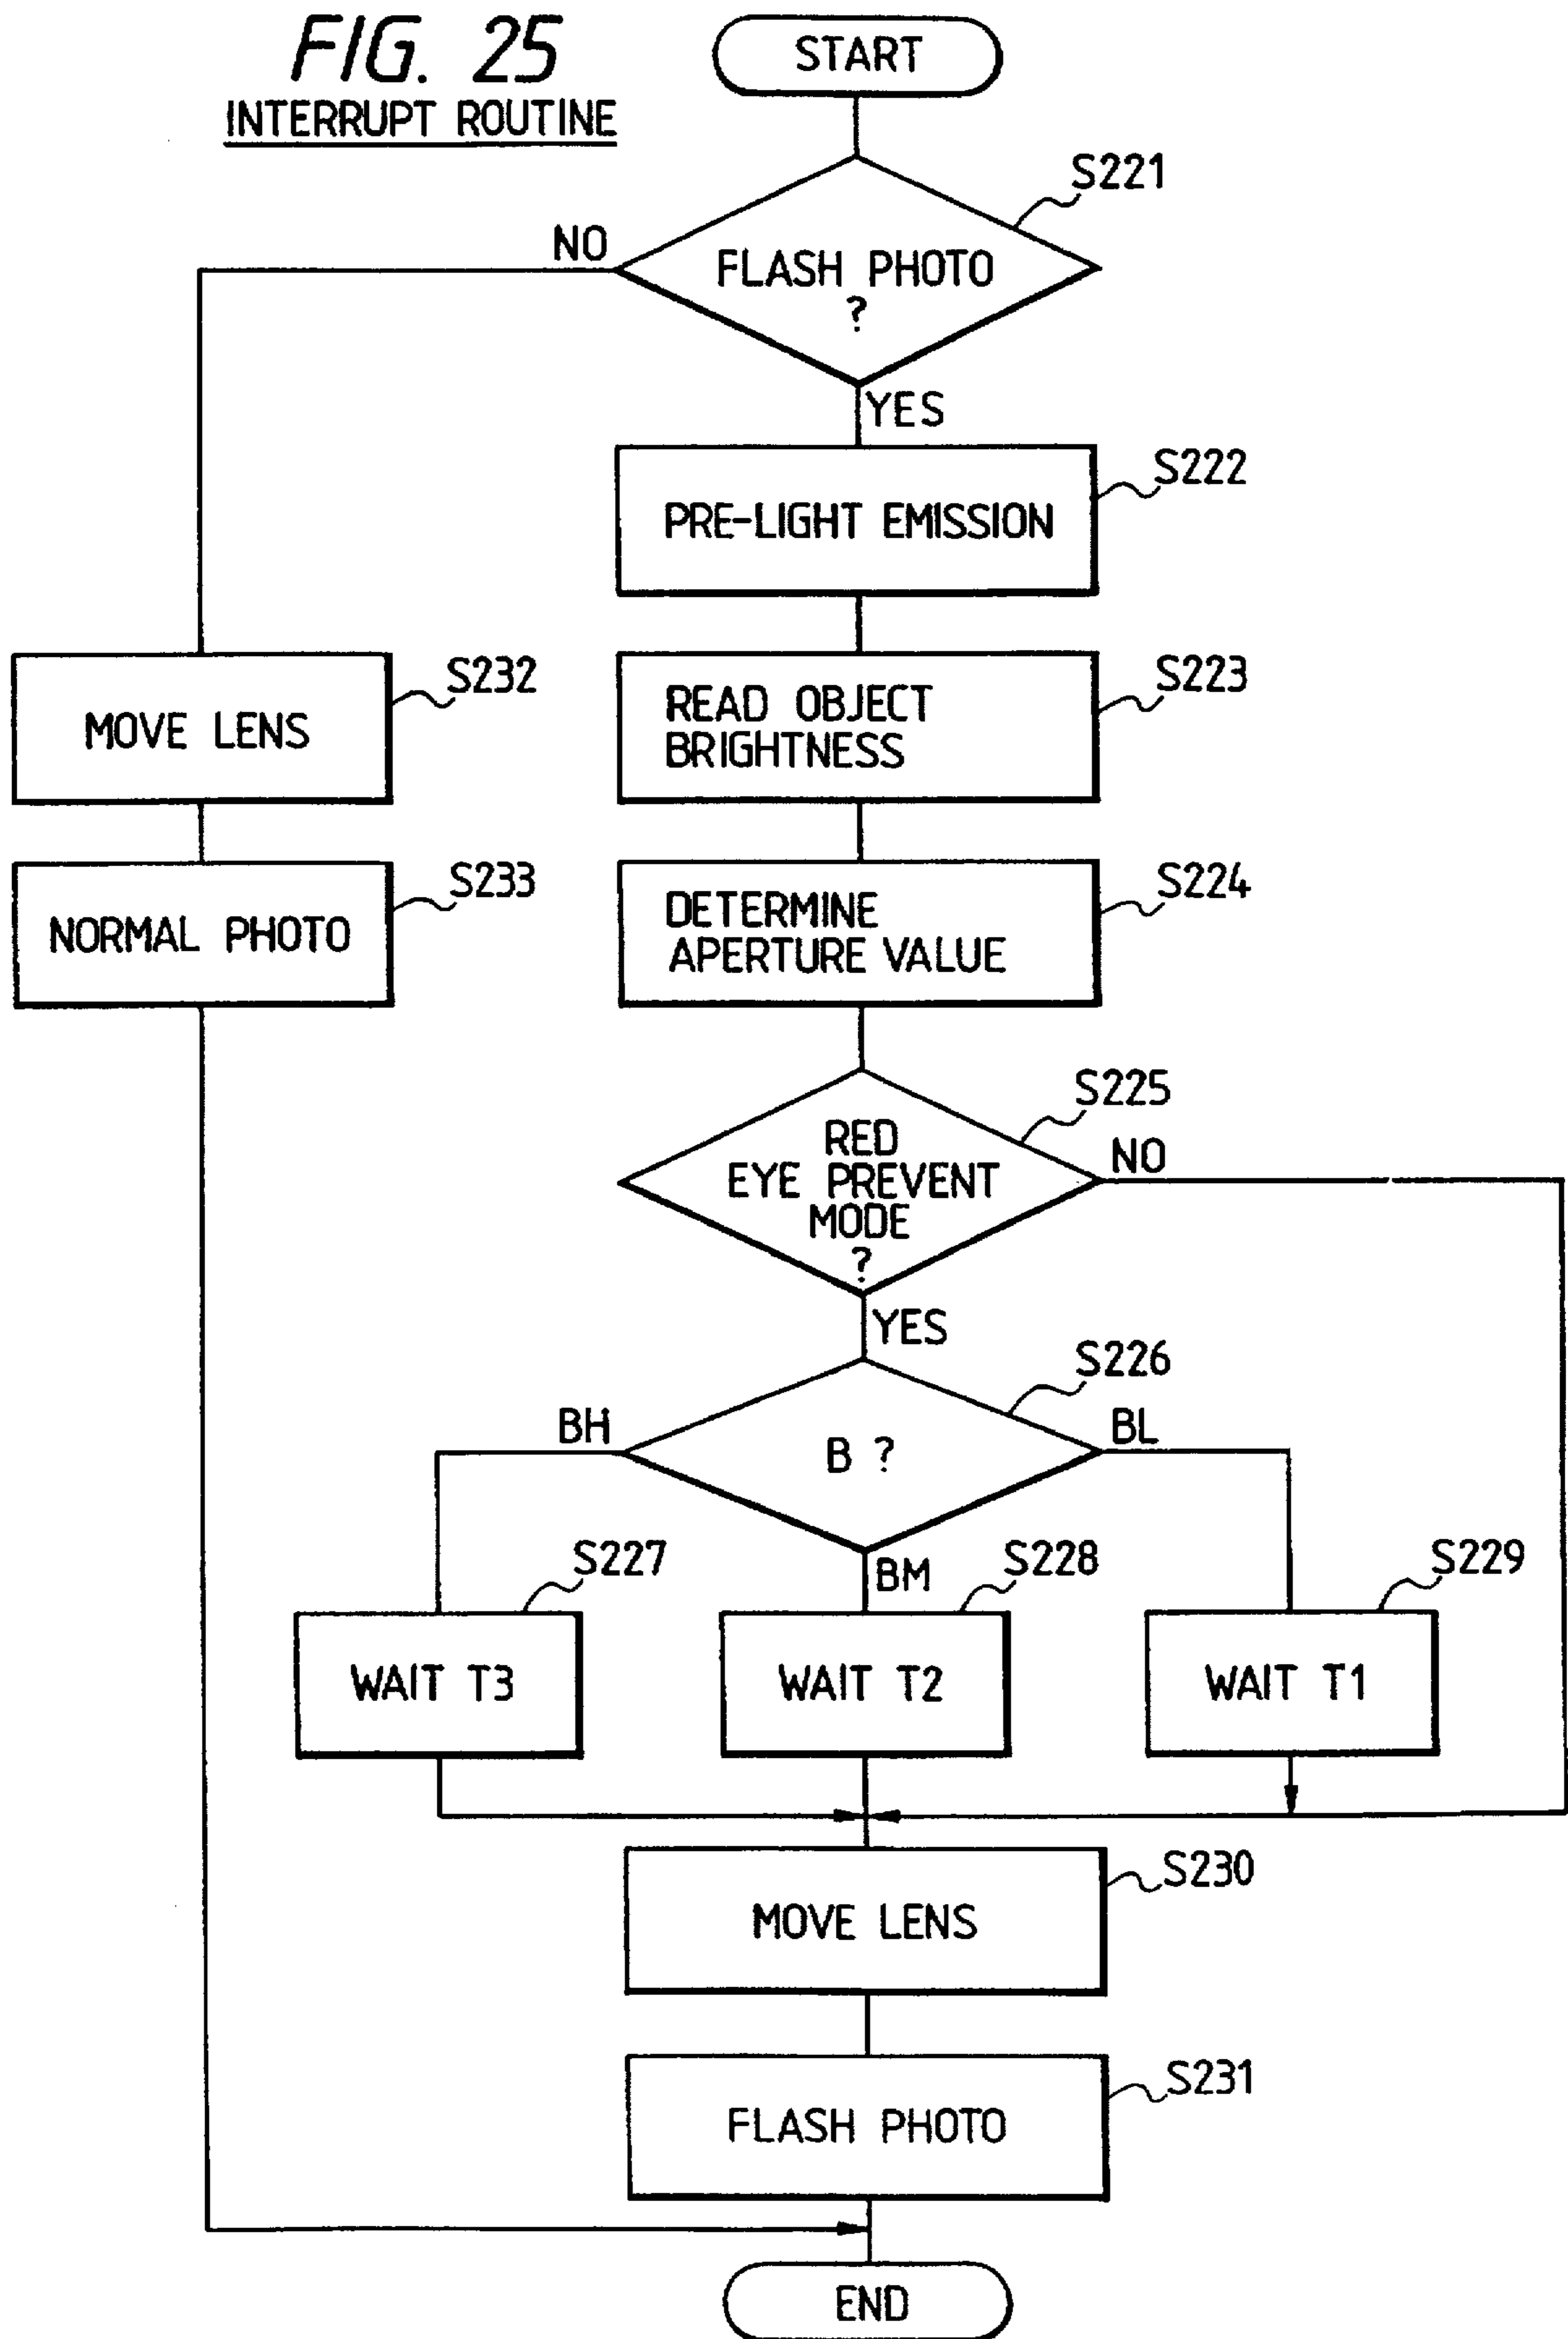 FIG. 25
INTERRUPT ROUTINE
START
S221
NO
FLASH PHOTO
?
YES
S222
PRE-LIGHT EMISSION
S232
MOVE LENS
S223
READ OBJECT
BRIGHTNESS
S233
NORMAL PHOTO
S224
DETERMINE
APERTURE VALUE
S225
RED
EYE PREVENT
MODE
?
NO
YES
S226
BH
B ?
BL
BM
S227
S228
S229
WAIT T3
WAIT T2
WAIT T1
S230
MOVE LENS
S231
FLASH PHOTO
END